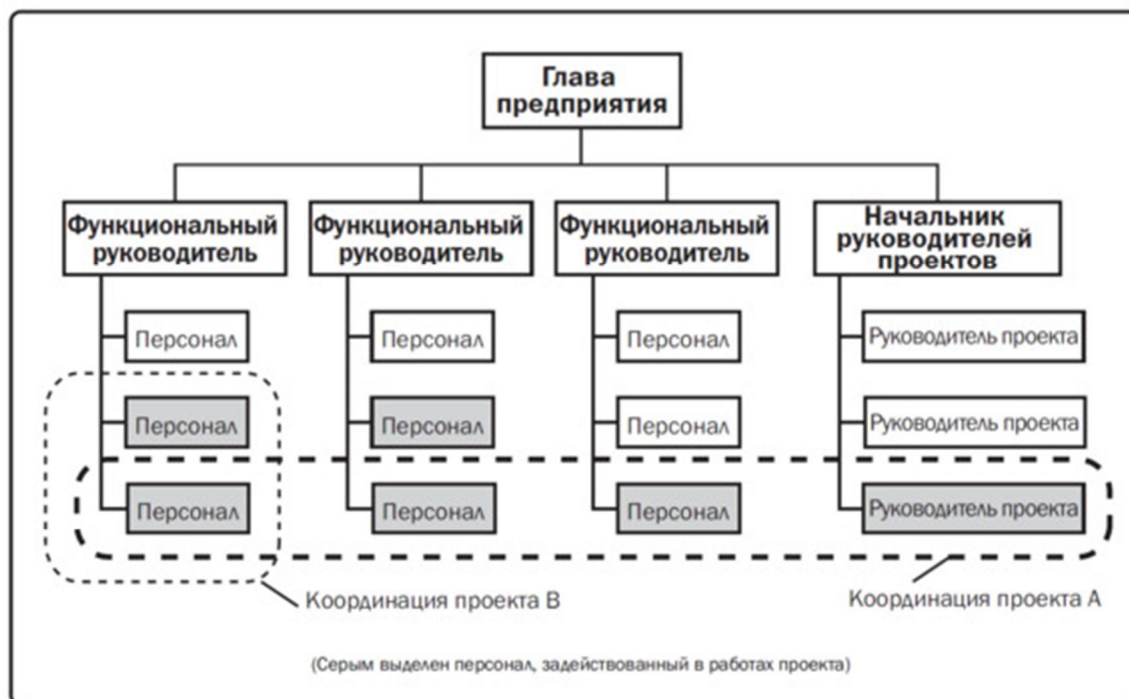 Глава
предприятия
Функциональный
руководитель
Функциональный
руководитель
Функциональный
руководитель
Начальник
руководителей
проектов
Персонал
Персонал
Персонал
Руководитель проекта
Персонал
Персонал
Персонал
Руководитель проекта
Персонал
Персонал
Персонал
Руководитель проекта
Координация проекта В
Координация проекта А
(Серым выделен персонал, задействованный в работах проекта)